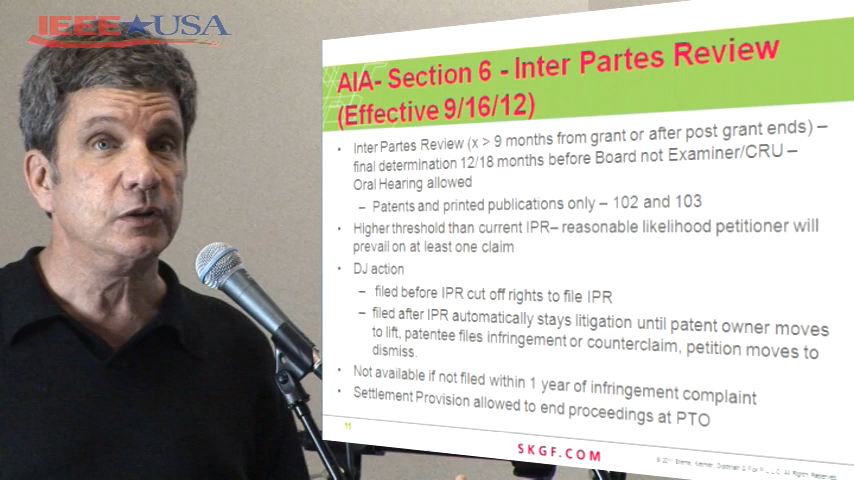 IEEE★USA
AIA- Section 6 - Inter Partes Review
(Effective 9/16/12)
• Inter Partes Review (x > 9 months from grant or after post grant ends) –
final determination 12/18 months before Board not Examiner/CRU –
Oral Hearing allowed
– Patents and printed publications only – 102 and 103
• Higher threshold than current IPR– reasonable likelihood petitioner will
prevail on at least one claim
• DJ action
– filed before IPR cut off rights to file IPR
– filed after IPR automatically stays litigation until patent owner moves
to lift, patentee files infringement or counterclaim, petition moves to
dismiss.
• Not available if not filed within 1 year of infringement complaint
• Settlement Provision allowed to end proceedings at PTO
11
SKGF.COM
All Rights Reserved